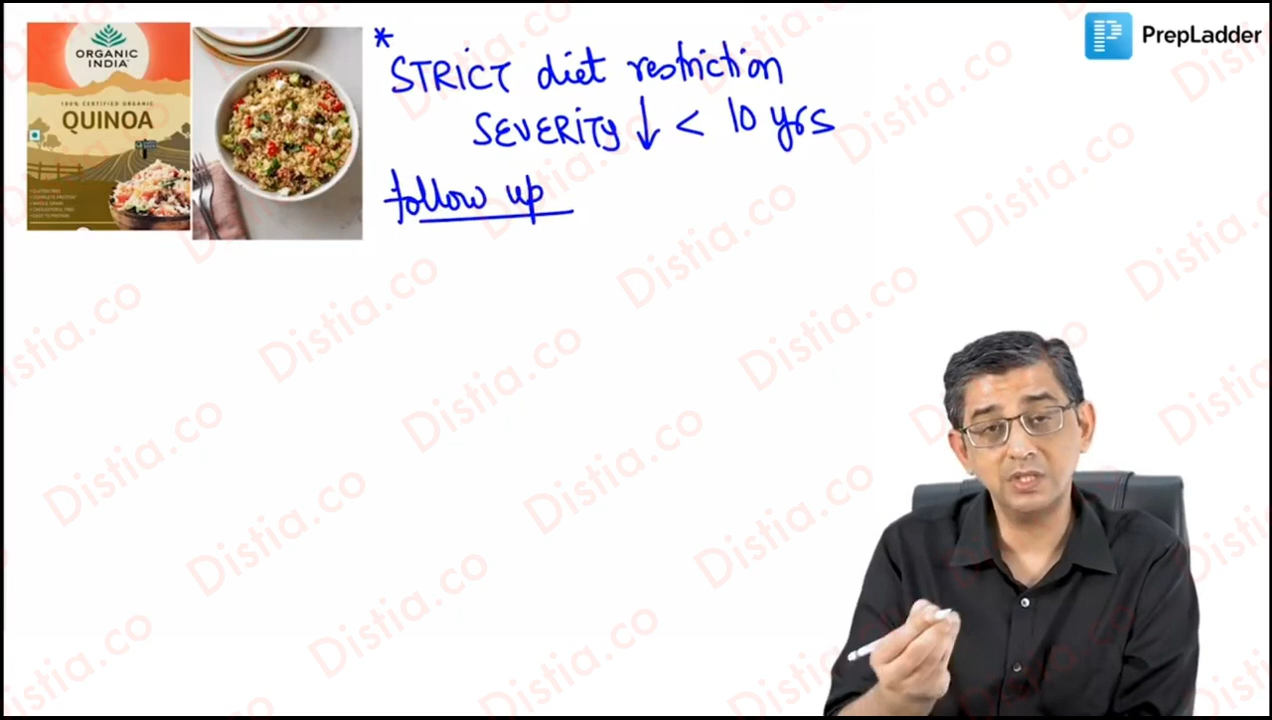 ORGANIC
INDIA
100% CERTIFIED ORGANIC
QUINOA
* STRICT diet restriction
SEVERITY ↓ < 10 yrs
follow up
PrepLadder
Distia.co